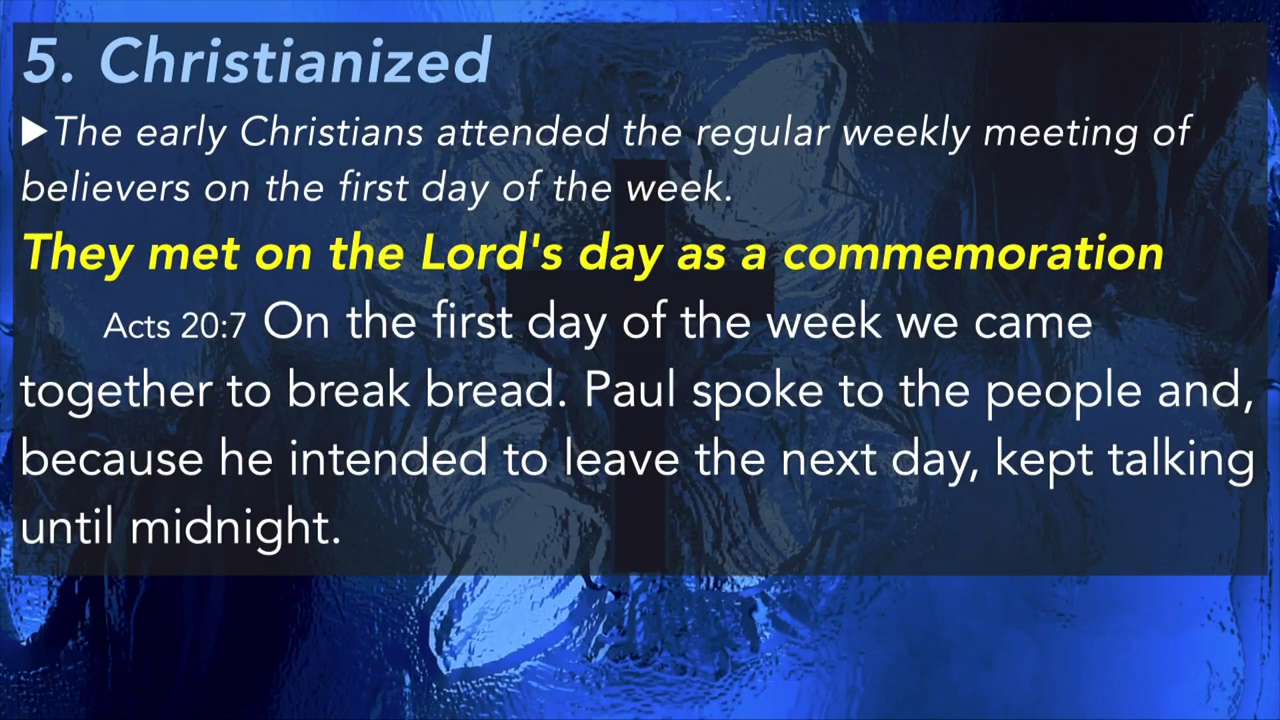 5. Christianized
▶The early Christians attended the regular weekly meeting of
believers on the first day of the week.
They met on the Lord's day as a commemoration
Acts 20:7 On the first day of the week we came
together to break bread. Paul spoke to the people and,
because he intended to leave the next day, kept talking
until midnight.